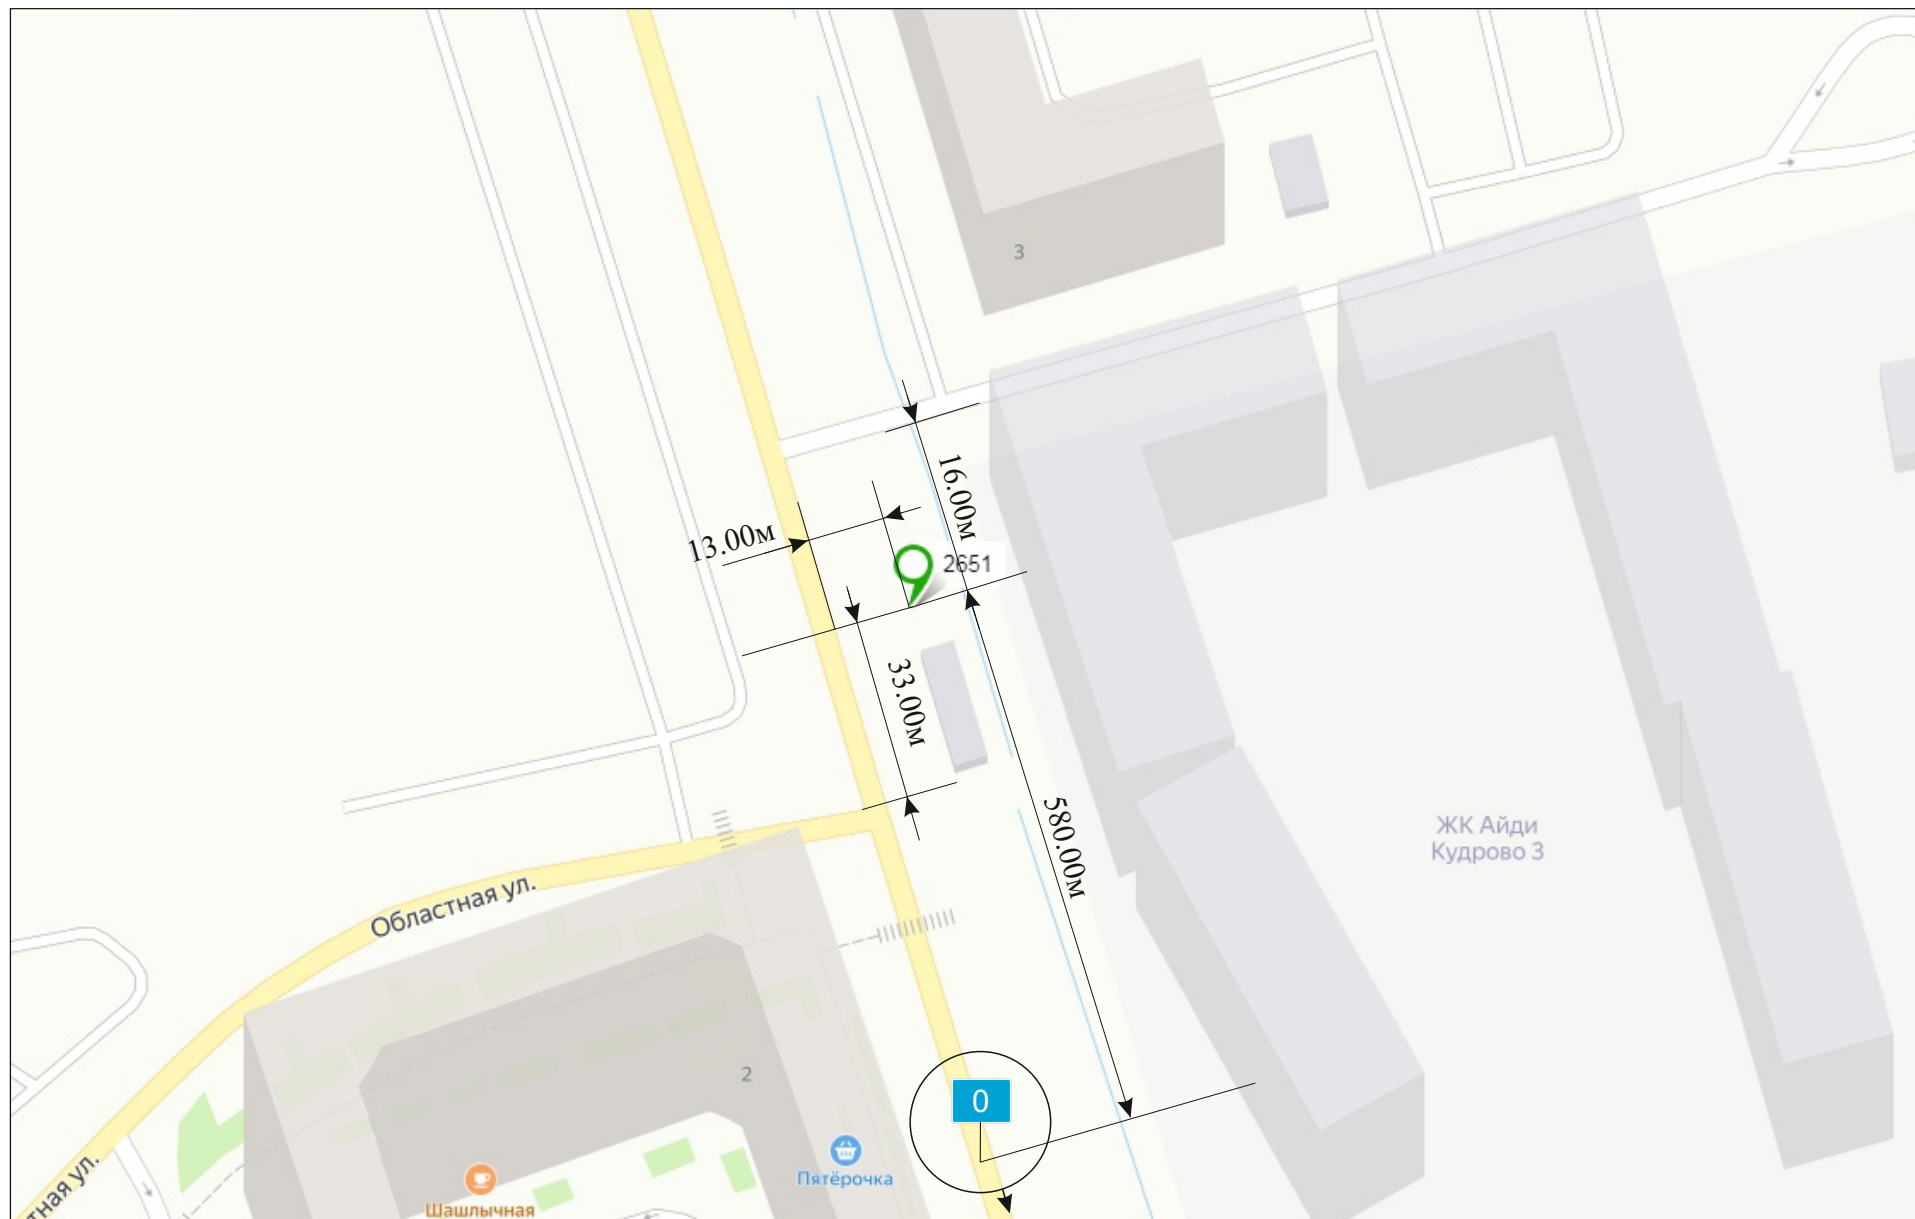 3
16.00м
13.00м
2651
33.00м
580.00м
ЖК Айди
Кудрово 3
Областная ул.
2
0
Пятёрочка
тная ул.
Шашлычная